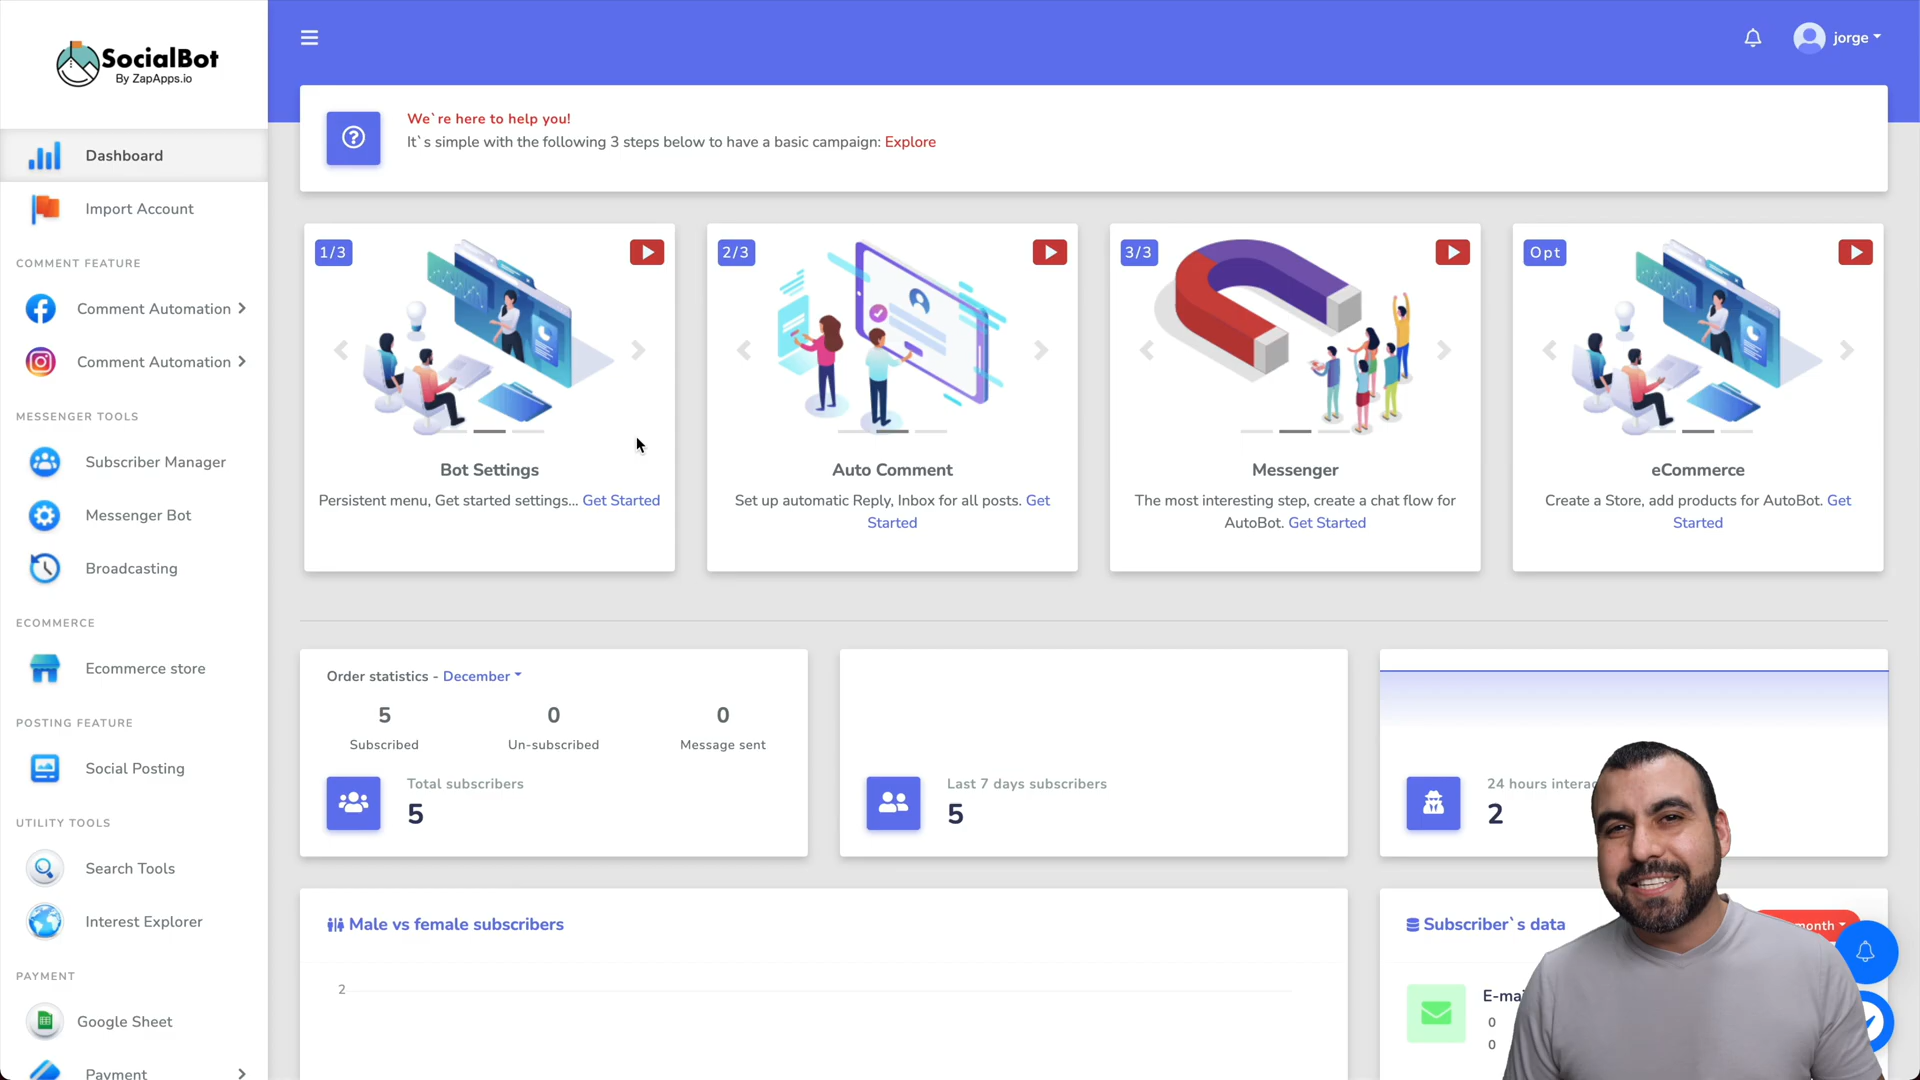 SocialBot
By ZapApps.io
jorge
We`re here to help you!
It`s simple with the following 3 steps below to have a basic campaign: Explore
Dashboard
Import Account
COMMENT FEATURE
Comment Automation
Comment Automation
MESSENGER TOOLS
Subscriber Manager
Messenger Bot
Broadcasting
ECOMMERCE
Ecommerce store
POSTING FEATURE
Social Posting
UTILITY TOOLS
Search Tools
Interest Explorer
PAYMENT
Google Sheet
Payment
1/3
Bot Settings
Persistent menu, Get started settings... Get Started
2/3
Auto Comment
Set up automatic Reply, Inbox for all posts. Get
Started
3/3
Messenger
The most interesting step, create a chat flow for
AutoBot. Get Started
Opt
eCommerce
Create a Store, add products for AutoBot. Get
Started
Order statistics - December
5
0
0
Subscribed
Un-subscribed
Message sent
Total subscribers
5
Last 7 days subscribers
5
24 hours
2
Male vs female subscribers
2
Subscriber`s data
month
0
0